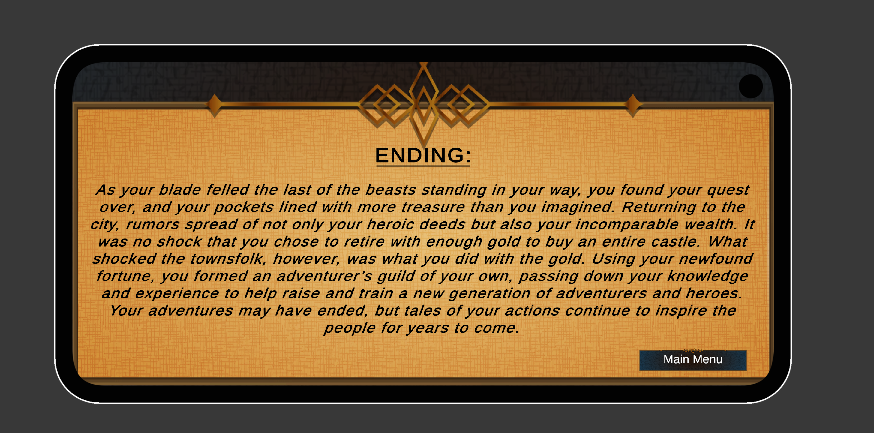 ENDING:
As your blade felled the last of the beasts standing in your way, you found your quest
over, and your pockets lined with more treasure than you imagined. Returning to the
city, rumors spread of not only your heroic deeds but also your incomparable wealth. It
was no shock that you chose to retire with enough gold to buy an entire castle. What
shocked the townsfolk, however, was what you did with the gold. Using your newfound
fortune, you formed an adventurer's guild of your own, passing down your knowledge
and experience to help raise and train a new generation of adventurers and heroes.
Your adventures may have ended, but tales of your actions continue to inspire the
people for years to come.
Main Menu